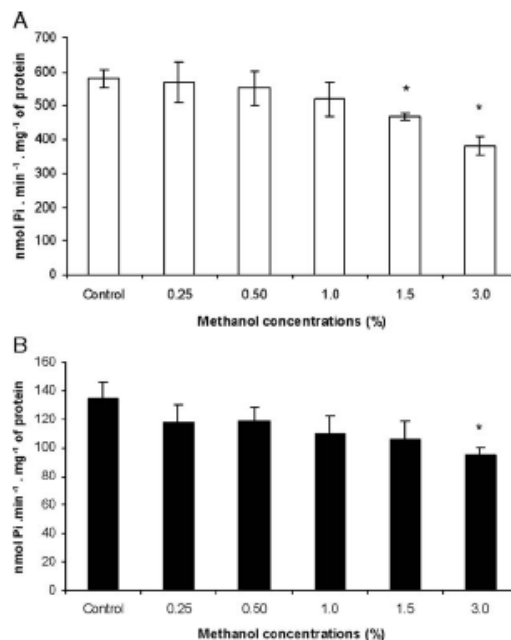 A
700
600
500
400
300
200
100
0
nmol Pi . min⁻¹ . mg⁻¹ of protein
* *
Control 0.25 0.50 1.0 1.5 3.0
Methanol concentrations (%)
B
160
140
120
100
80
60
40
20
0
nmol Pi .min⁻¹ . mg⁻¹ of protein
*
Control 0.25 0.50 1.0 1.5 3.0
Methanol concentrations (%)